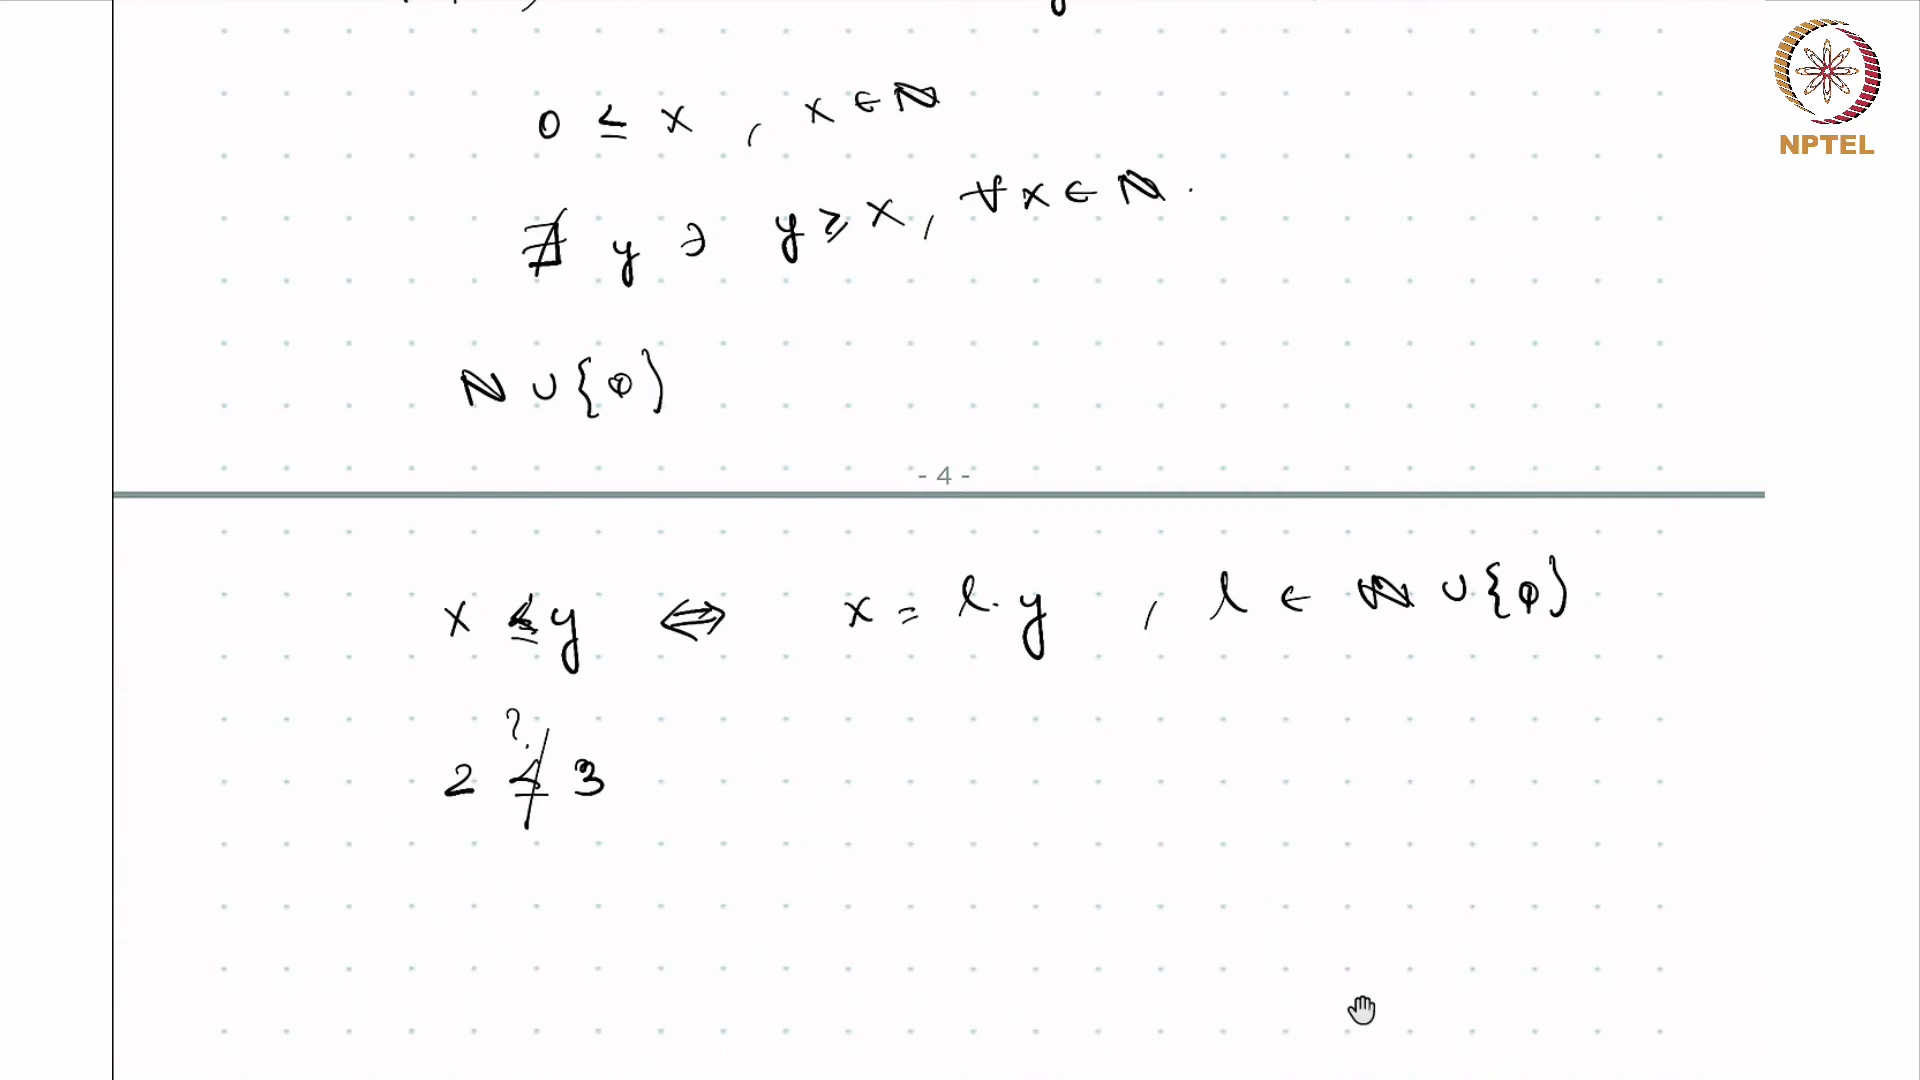 0 ≤ x , x ∈ ℕ
∄ y ∋ y ≥ x, ∀ x ∈ ℕ.
ℕ ∪ {0}
- 4 -
x ≤ y ⇔ x = l. y , l ∈ ℕ ∪ {0}
?
2 ≰ 3
NPTEL